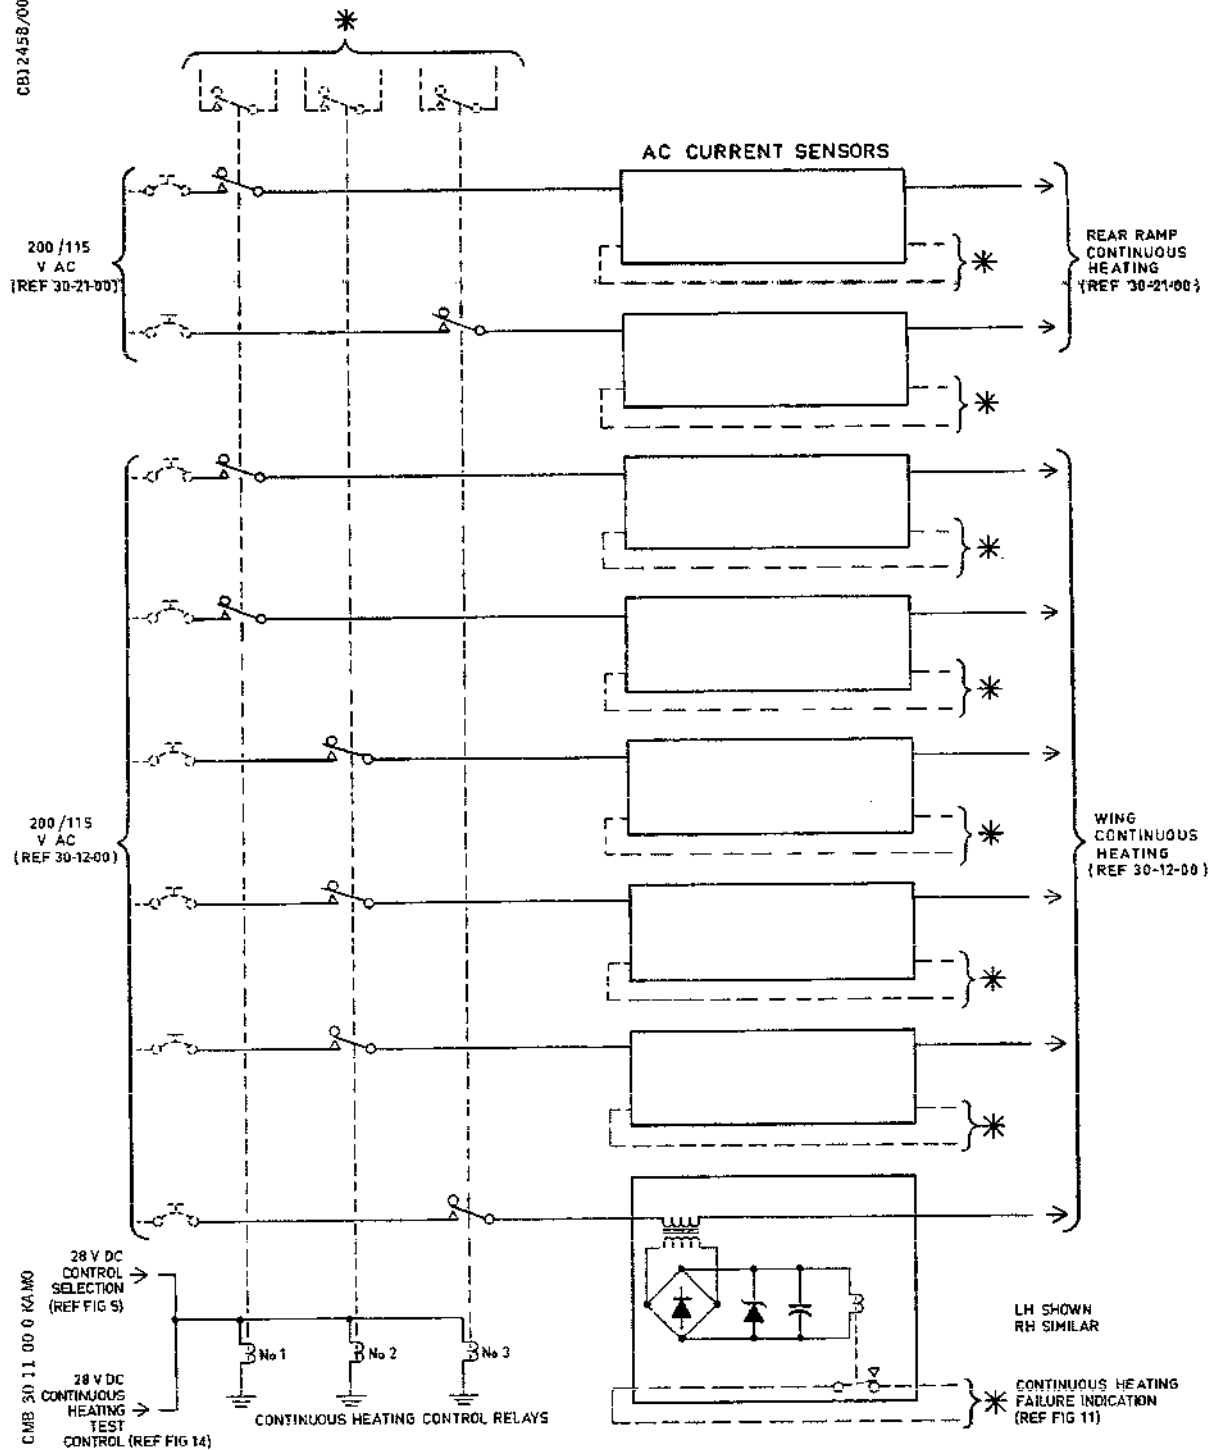 CB12458/00
*
AC CURRENT SENSORS
200/115
V AC
(REF 30-21-00)
REAR RAMP
CONTINUOUS
HEATING
(REF 30-21-00)
*
*
*
*
200/115
V AC
(REF 30-12-00)
WING
CONTINUOUS
HEATING
(REF 30-12-00)
*
*
*
28 V DC
CONTROL
SELECTION
(REF FIG 5)
No 1
No 2
No 3
LH SHOWN
RH SIMILAR
28 V DC
CONTINUOUS
HEATING
TEST
CONTROL (REF FIG 14)
CONTINUOUS HEATING CONTROL RELAYS
* CONTINUOUS HEATING
FAILURE INDICATION
(REF FIG 11)
CMB 30 11 00 0 KAM0